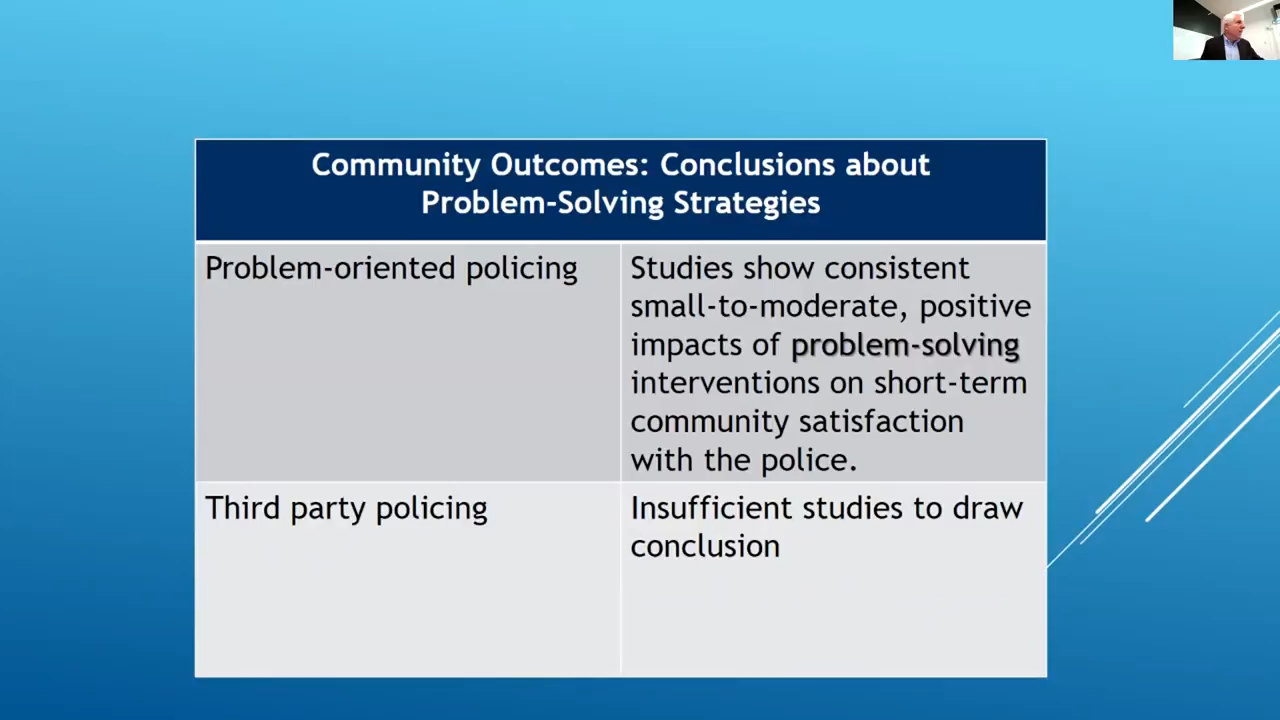 Community Outcomes: Conclusions about
Problem-Solving Strategies
Problem-oriented policing
Studies show consistent
small-to-moderate, positive
impacts of problem-solving
interventions on short-term
community satisfaction
with the police.
Third party policing
Insufficient studies to draw
conclusion